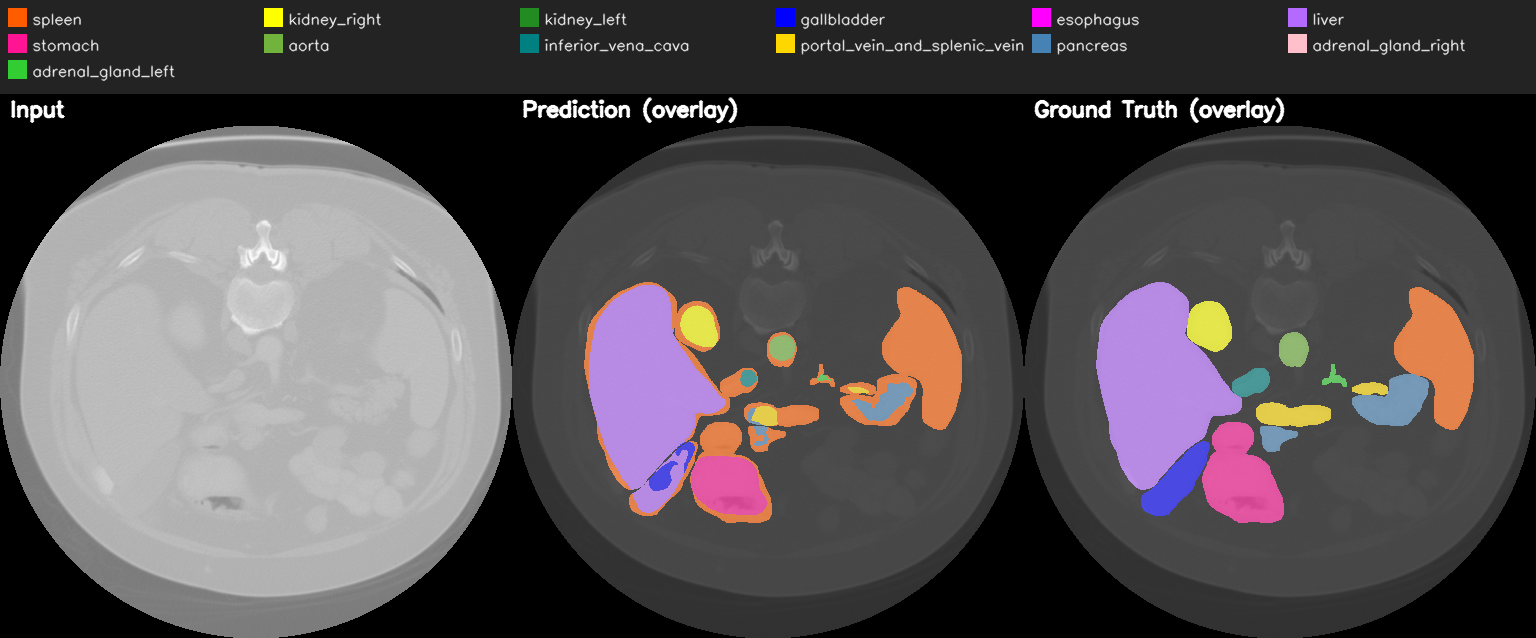 spleen kidney_right kidney_left gallbladder esophagus liver
stomach aorta inferior_vena_cava portal_vein_and_splenic_vein pancreas adrenal_gland_right
adrenal_gland_left
Input Prediction (overlay) Ground Truth (overlay)